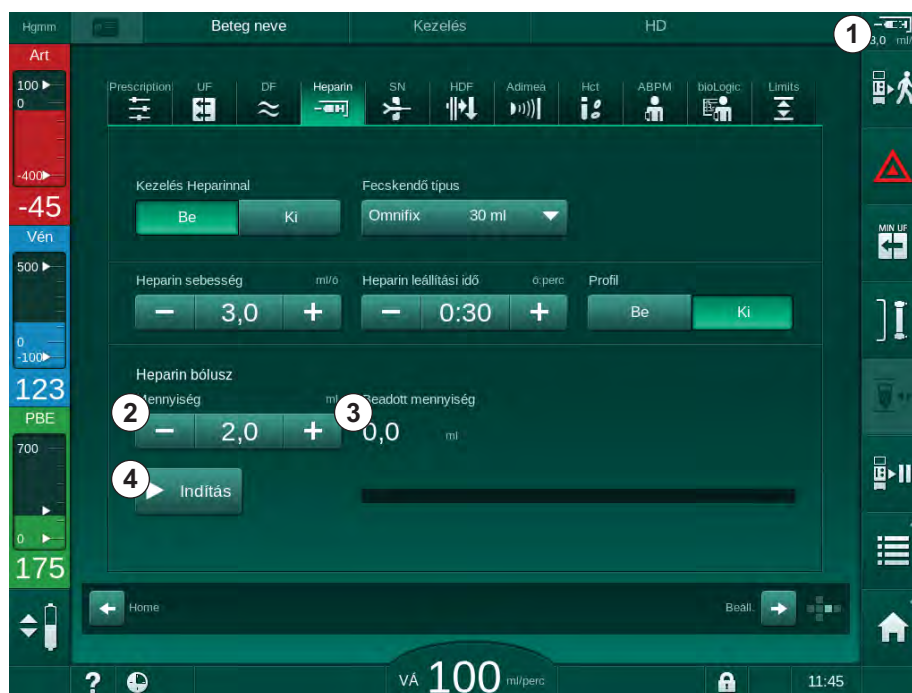 Hgmm Beteg neve Kezelés HD
1 3,0 ml/
Art
100
0
-400
-45
Vén
500
0
-100
123
PBE
700
0
175
Prescription UF DF Heparin SN HDF Adimea Hct ABPM bioLogic Limits
Kezelés Heparinnal Fecskendő típus
Be Ki Omnifix 30 ml
Heparin sebesség ml/ó Heparin leállítási idő ó:perc Profil
− 3,0 + − 0:30 + Be Ki
Heparin bólusz
Mennyiség ml Beadott mennyiség
2 − 2,0 + 3 0,0 ml
4 Indítás
Home Beáll.
MIN UF
? VÁ 100 ml/perc 11:45